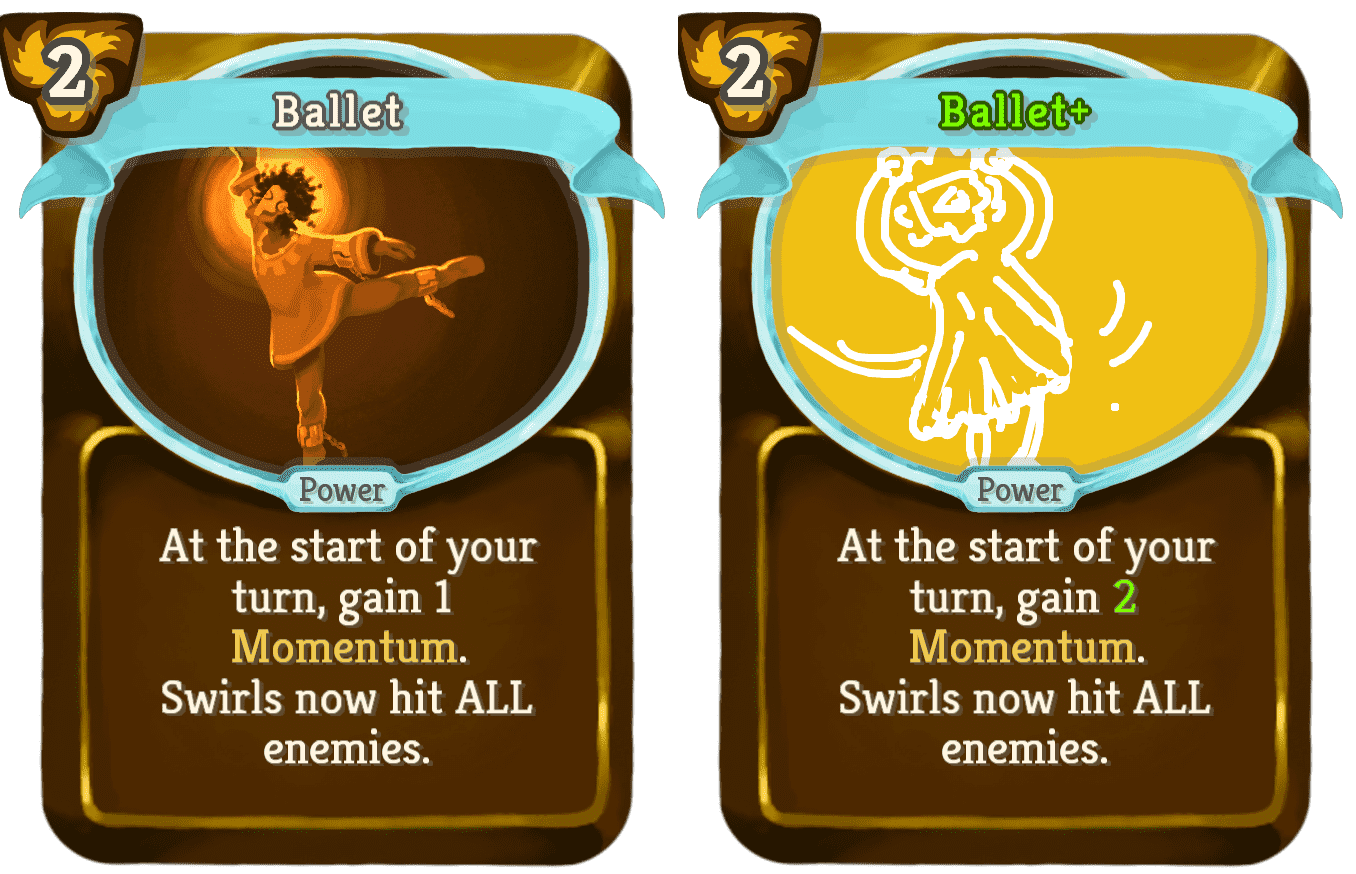 2
Ballet
Power
At the start of your
turn, gain 1
Momentum.
Swirls now hit ALL
enemies.
2
Ballet+
Power
At the start of your
turn, gain 2
Momentum.
Swirls now hit ALL
enemies.